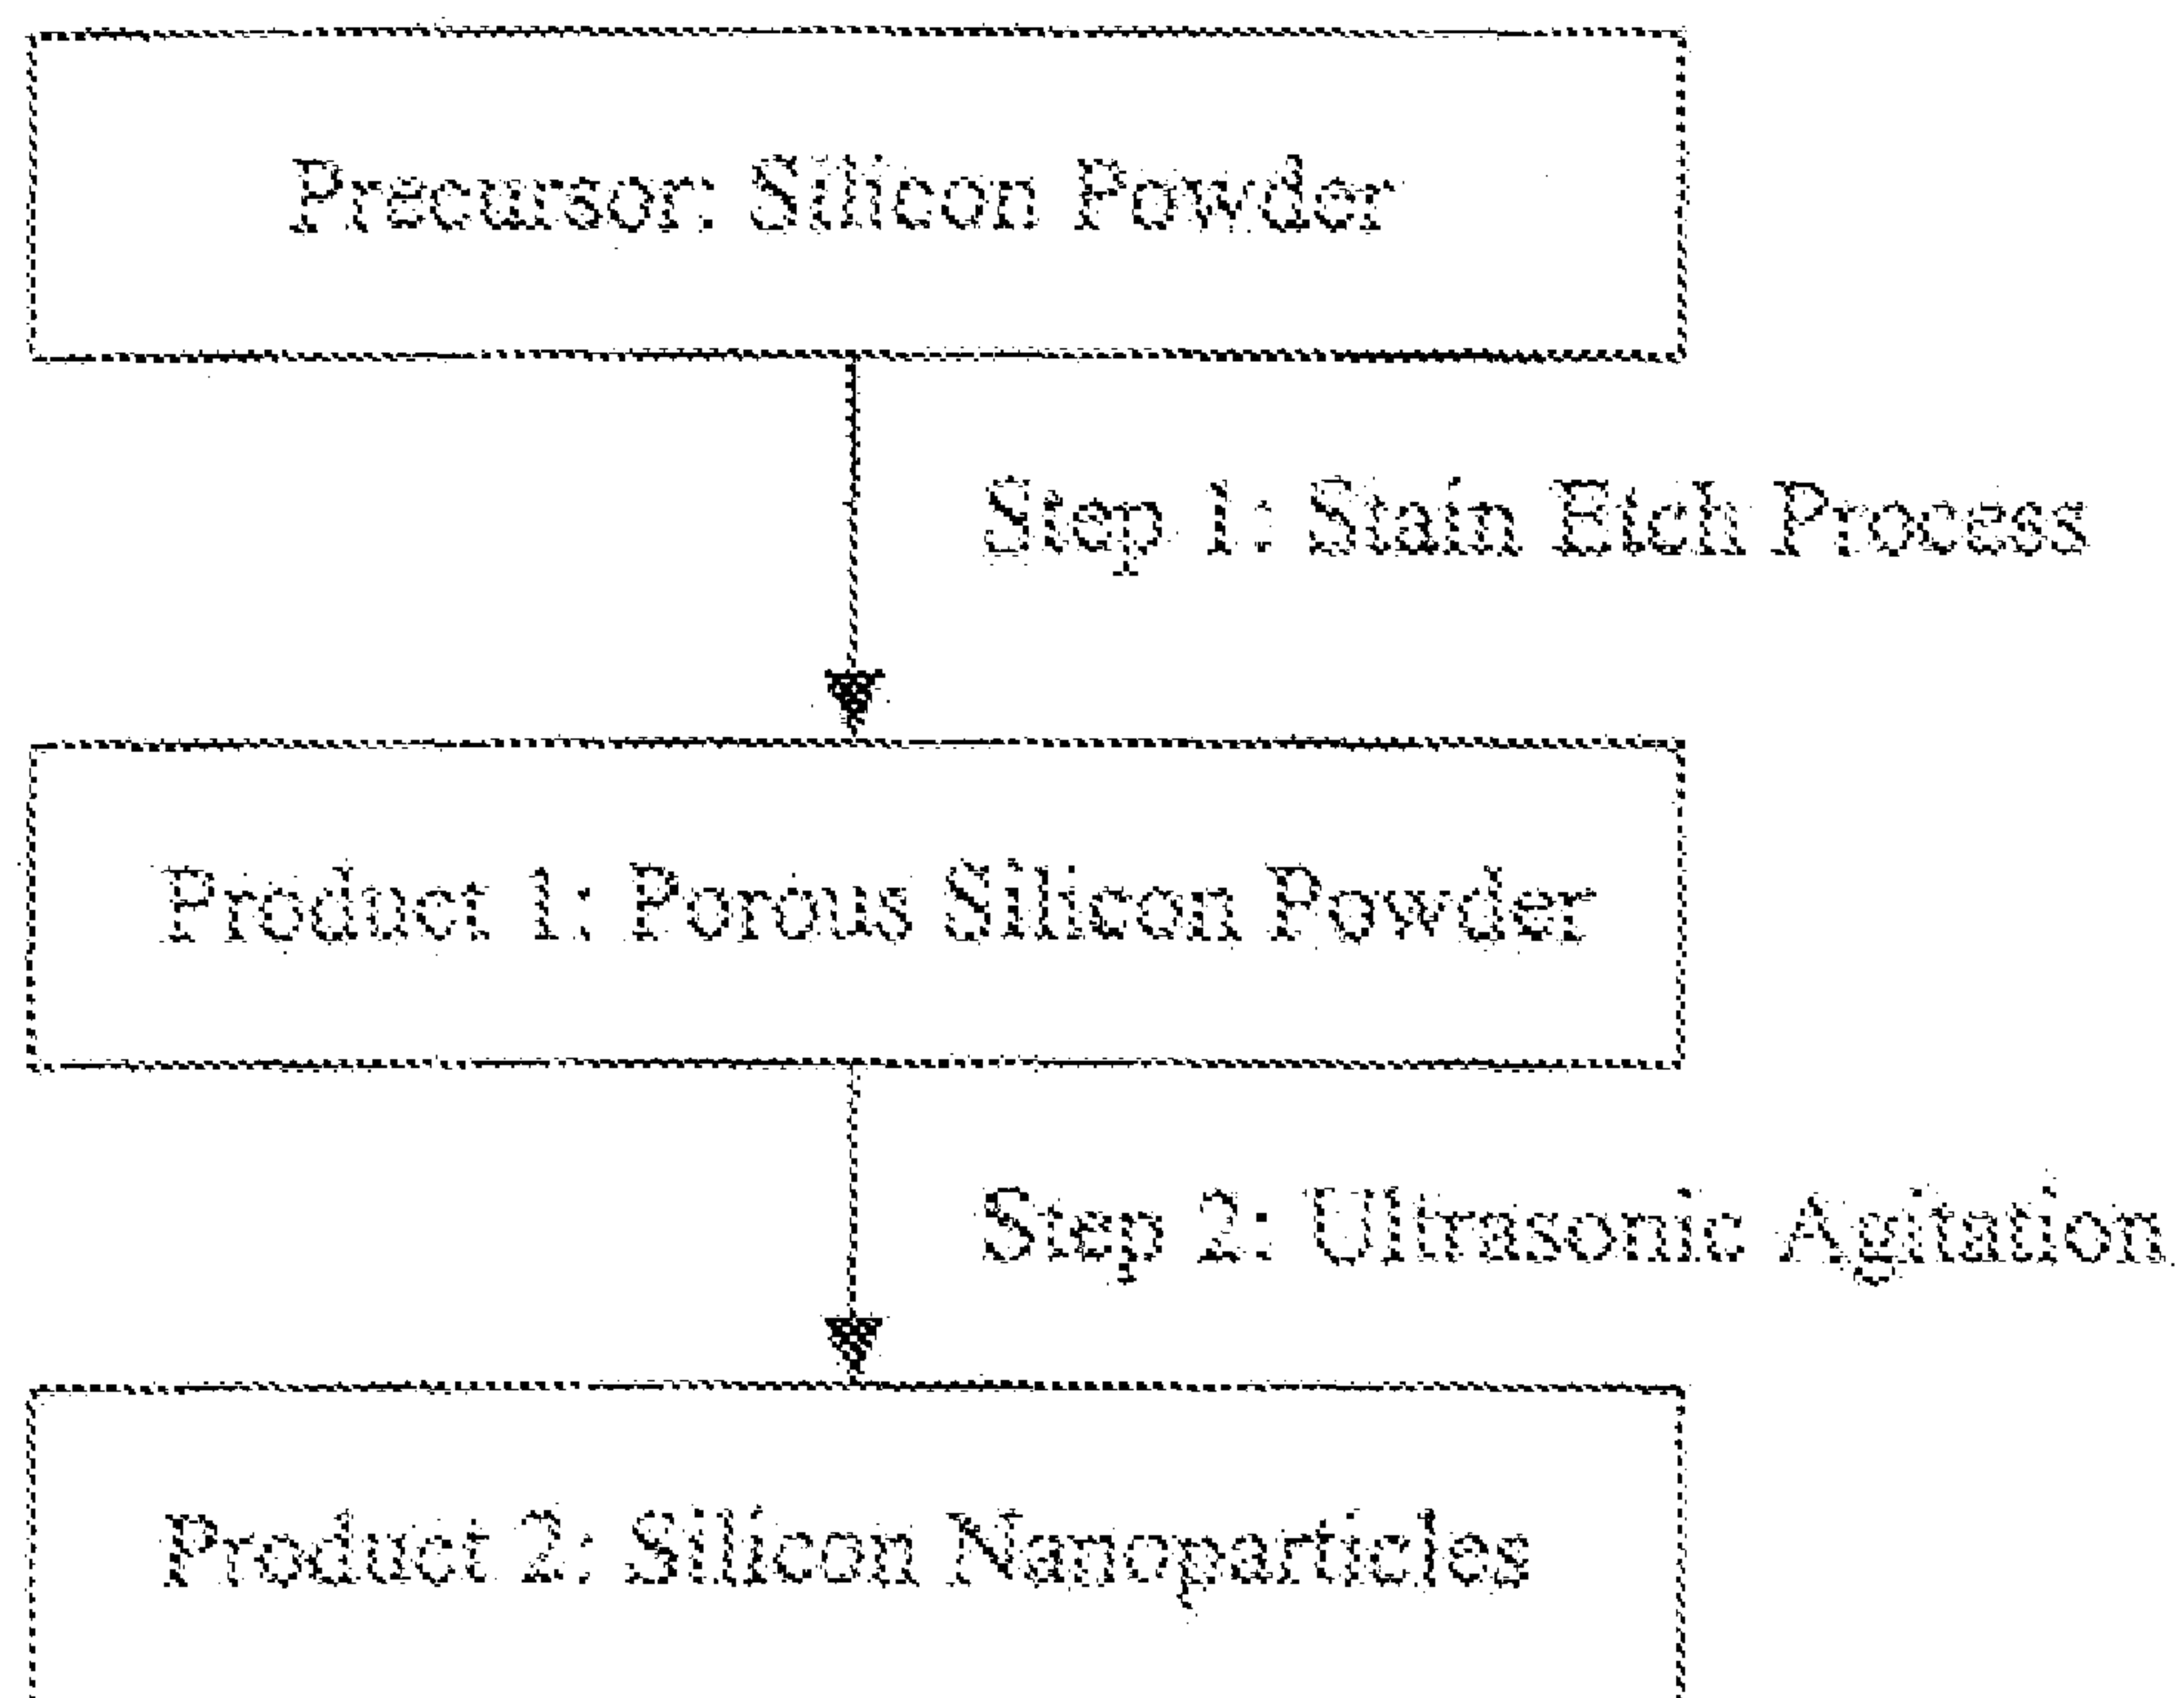 Precursor: Silicon Powder
Step 1: Stain Etch Process
Product 1: Porous Silicon Powder
Step 2: Ultrasonic Agitation
Product 2: Silicon Nanoparticles